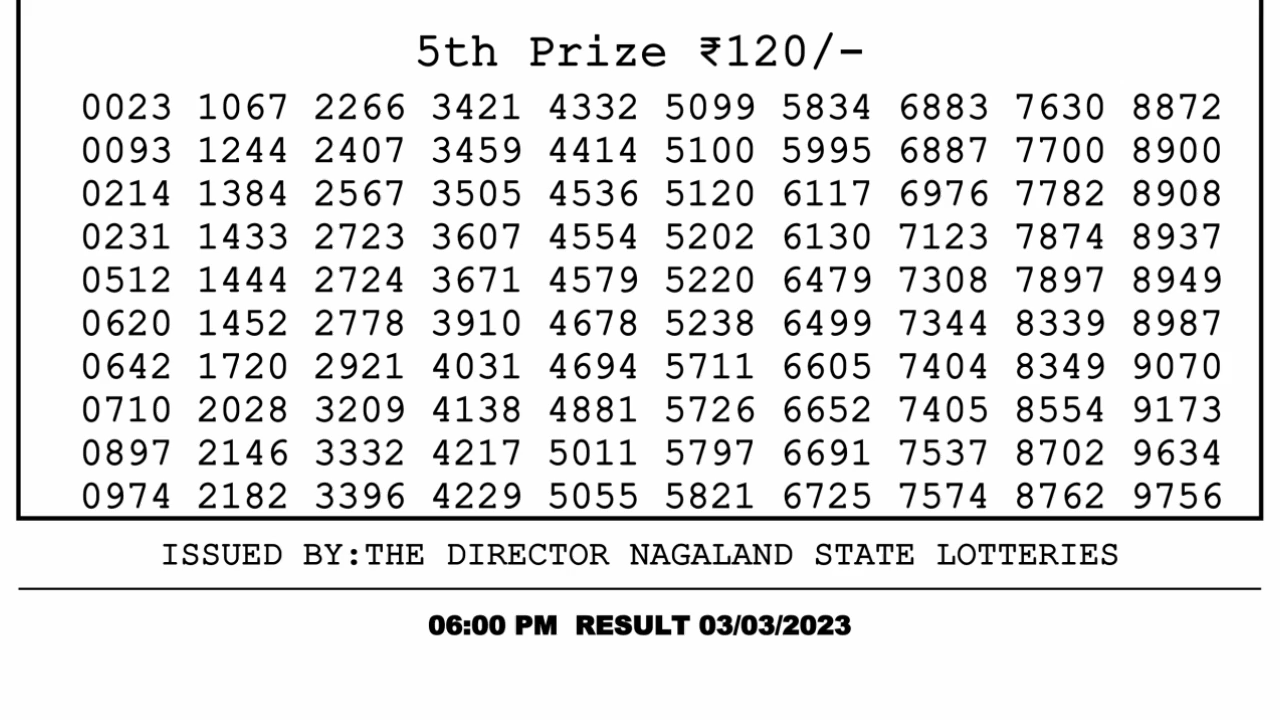 5th Prize ₹120/-
0023 1067 2266 3421 4332 5099 5834 6883 7630 8872
0093 1244 2407 3459 4414 5100 5995 6887 7700 8900
0214 1384 2567 3505 4536 5120 6117 6976 7782 8908
0231 1433 2723 3607 4554 5202 6130 7123 7874 8937
0512 1444 2724 3671 4579 5220 6479 7308 7897 8949
0620 1452 2778 3910 4678 5238 6499 7344 8339 8987
0642 1720 2921 4031 4694 5711 6605 7404 8349 9070
0710 2028 3209 4138 4881 5726 6652 7405 8554 9173
0897 2146 3332 4217 5011 5797 6691 7537 8702 9634
0974 2182 3396 4229 5055 5821 6725 7574 8762 9756
ISSUED BY:THE DIRECTOR NAGALAND STATE LOTTERIES
06:00 PM RESULT 03/03/2023